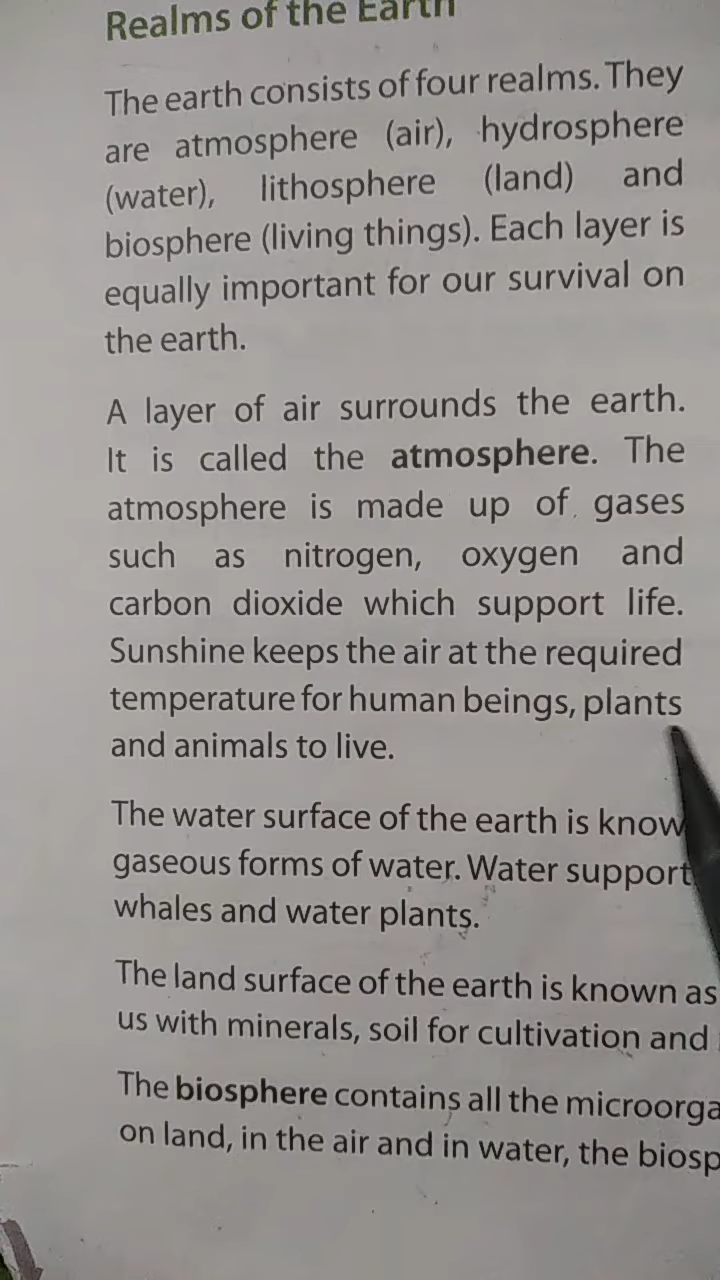 Realms of the Earth
The earth consists of four realms. They
are atmosphere (air), hydrosphere
(water), lithosphere (land) and
biosphere (living things). Each layer is
equally important for our survival on
the earth.
A layer of air surrounds the earth.
It is called the atmosphere. The
atmosphere is made up of gases
such as nitrogen, oxygen and
carbon dioxide which support life.
Sunshine keeps the air at the required
temperature for human beings, plants
and animals to live.
The water surface of the earth is know
gaseous forms of water. Water support
whales and water plants.
The land surface of the earth is known as
us with minerals, soil for cultivation and
The biosphere contains all the microorga
on land, in the air and in water, the biosp